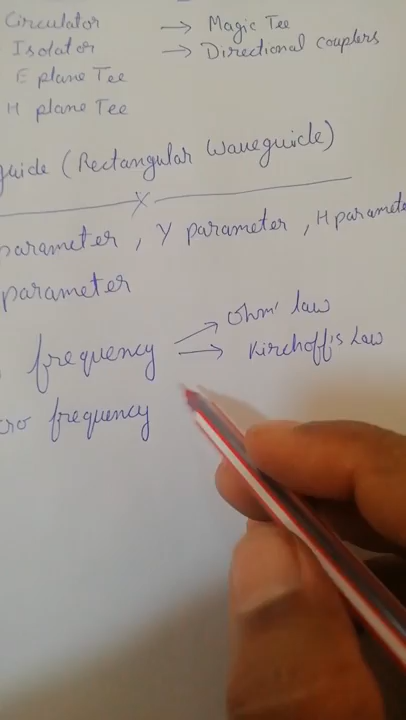 Circulator → Magic Tee
Isolator → Directional couplers
E plane Tee
H plane Tee
guide (Rectangular Waveguide)
X
parameter, Y parameter, H paramete
parameter
frequency → Ohm' law
→ Kirchoff's Law
cro frequency